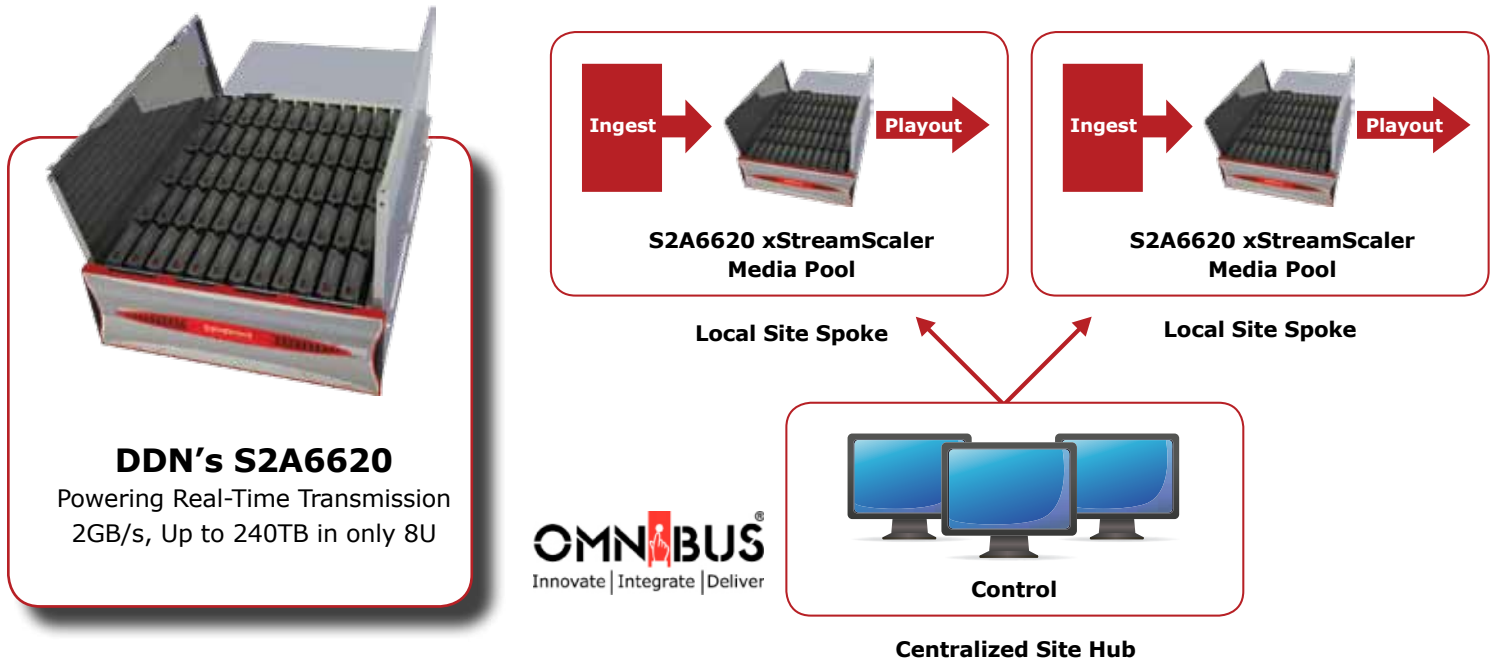 DDN's S2A6620
Powering Real-Time Transmission
2GB/s, Up to 240TB in only 8U
Ingest
Playout
S2A6620 xStreamScaler
Media Pool
Local Site Spoke
Ingest
Playout
S2A6620 xStreamScaler
Media Pool
Local Site Spoke
OMNIBUS®
Innovate|Integrate|Deliver
Control
Centralized Site Hub